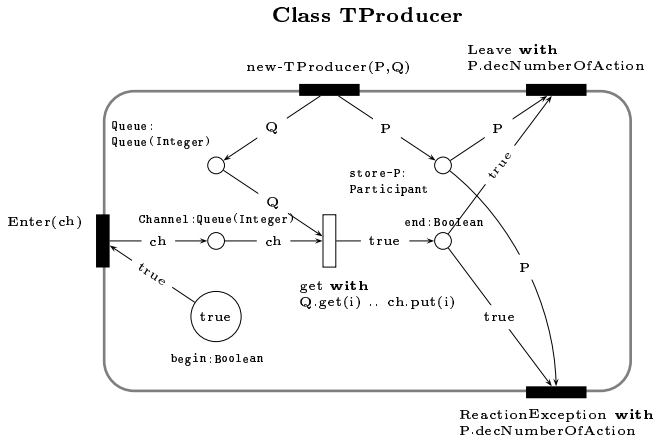 Class TProducer
Leave with
P.decNumberOfAction
new-TProducer(P,Q)
Queue:
Queue(Integer)
Q
P
P
true
store-P:
Participant
Q
Enter(ch)
Channel:Queue(Integer)
end:Boolean
ch
ch
true
true
P
get with
Q.get(i) .. ch.put(i)
true
true
begin:Boolean
ReactionException with
P.decNumberOfAction